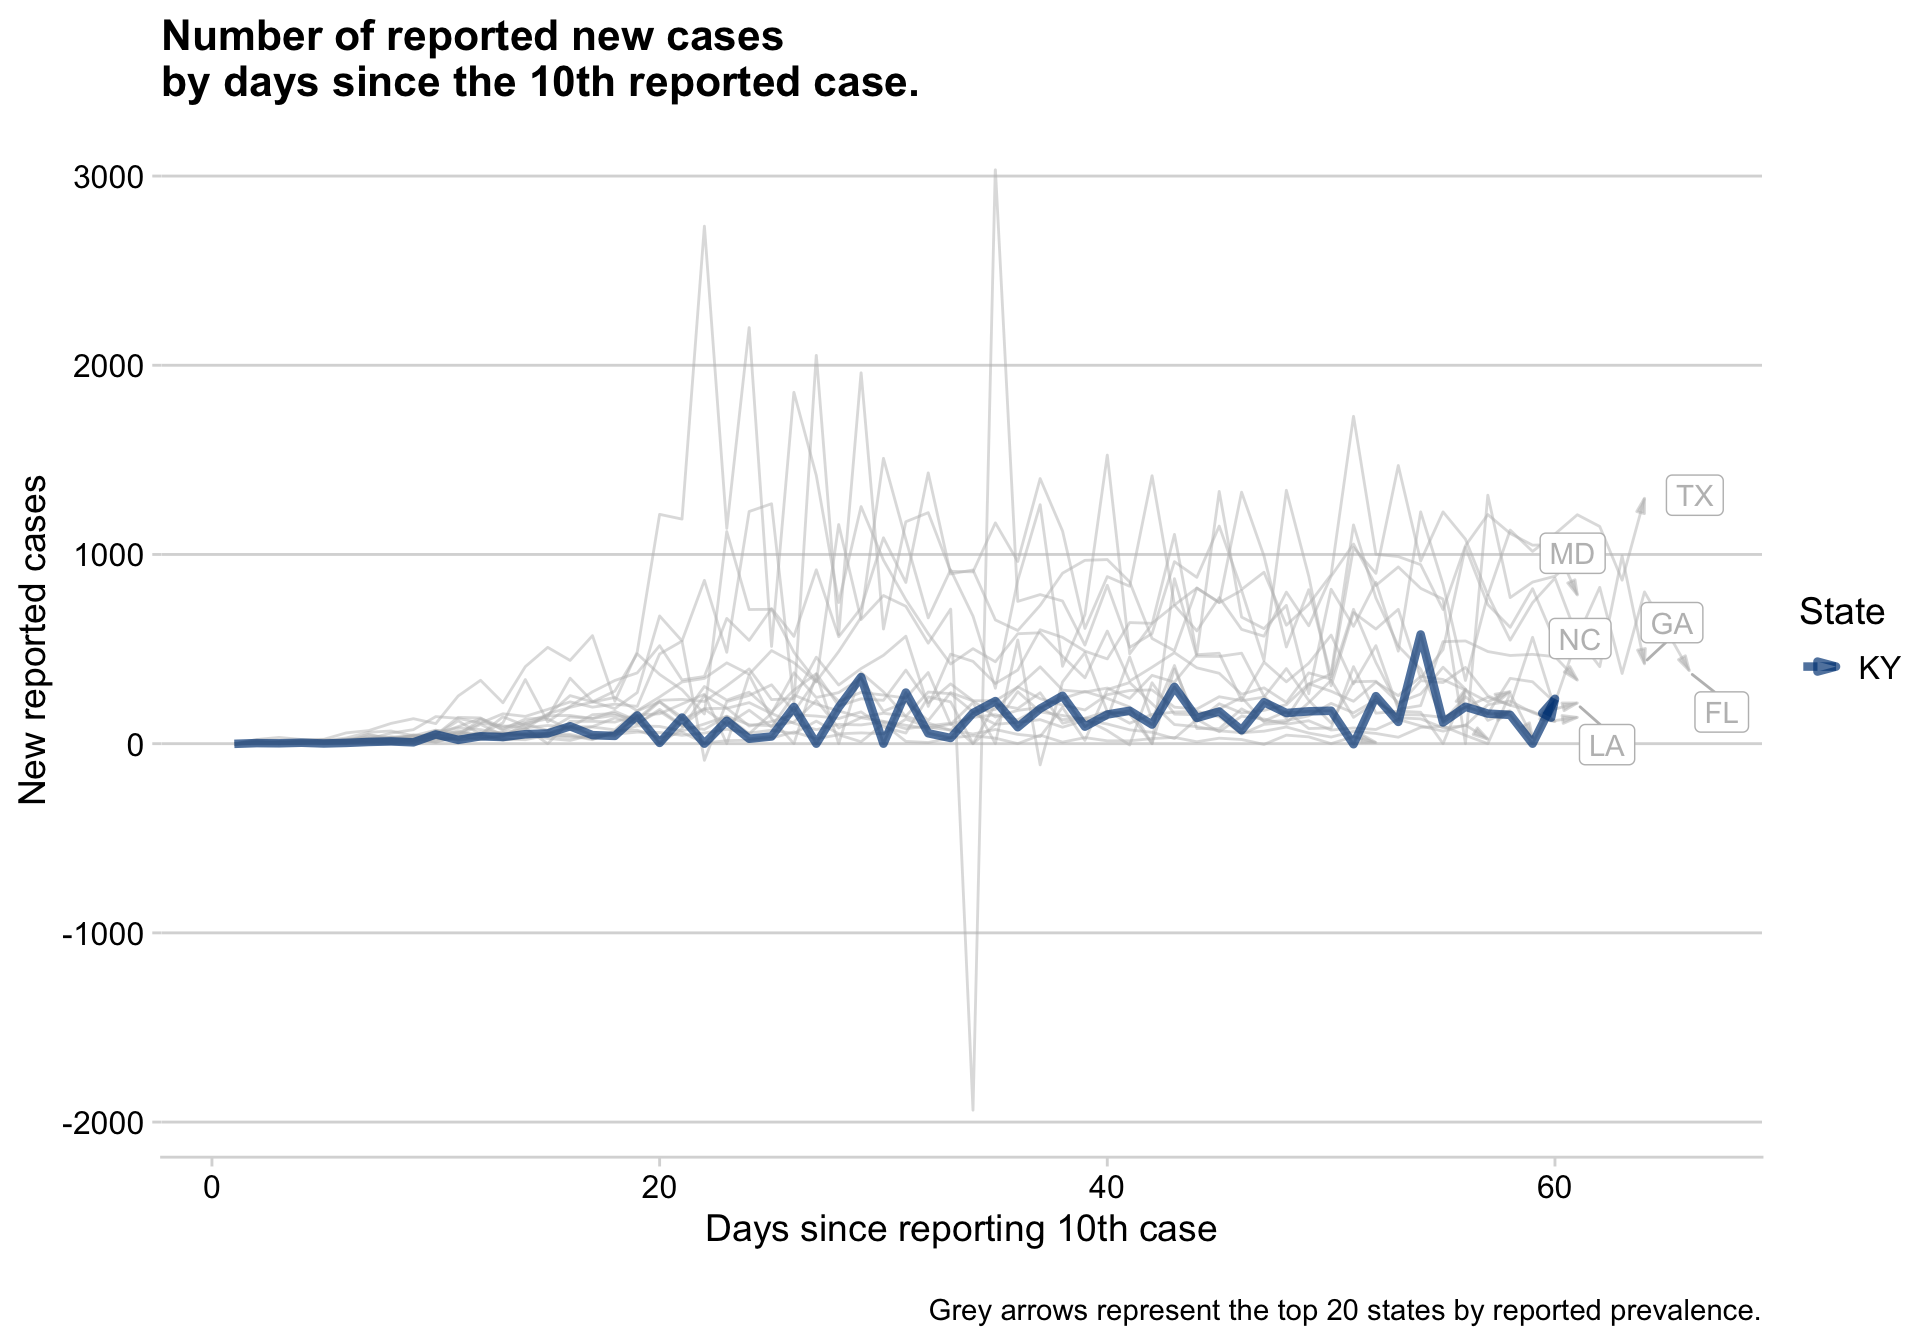 Number of reported new cases
by days since the 10th reported case.
3000
2000
1000
0
-1000
-2000
New reported cases
TX
MD
GA
NC
FL
LA
State
KY
0 20 40 60
Days since reporting 10th case
Grey arrows represent the top 20 states by reported prevalence.